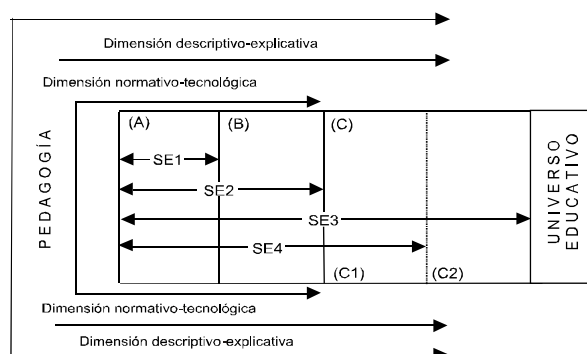 Dimensión descriptivo-explicativa
Dimensión normativo-tecnológica
PEDAGOGÍA
(A)
(B)
(C)
SE1
SE2
SE3
SE4
(C1)
(C2)
UNIVERSO
EDUCATIVO
Dimensión normativo-tecnológica
Dimensión descriptivo-explicativa